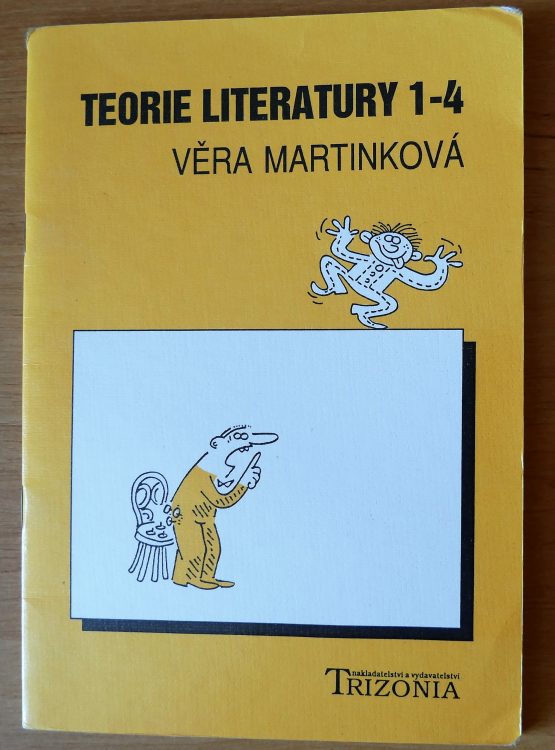 TEORIE LITERATURY 1-4
VĚRA MARTINKOVÁ
nakladatelství a vydavatelství
TRIZONIA